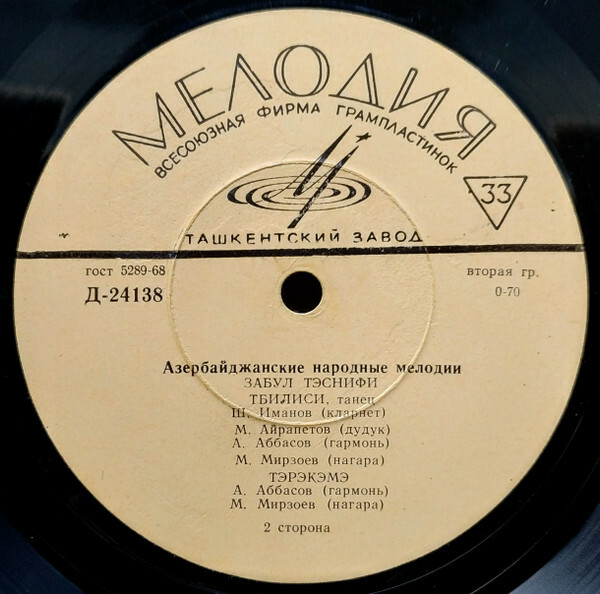 МЕЛОДИЯ
ВСЕСОЮЗНАЯ ФИРМА ГРАМПЛАСТИНОК
33
ТАШКЕНТСКИЙ ЗАВОД
гост 5289-68
вторая гр.
Д-24138
0-70
Азербайджанские народные мелодии
ЗАБУЛ ТЭСНИФИ
ТБИЛИСИ, танец
Ш. Иманов (кларнет)
М. Айрапетов (дудук)
А. Аббасов (гармонь)
М. Мирзоев (нагара)
ТЭРЭКЭМЭ
А. Аббасов (гармонь)
М. Мирзоев (нагара)
2 сторона